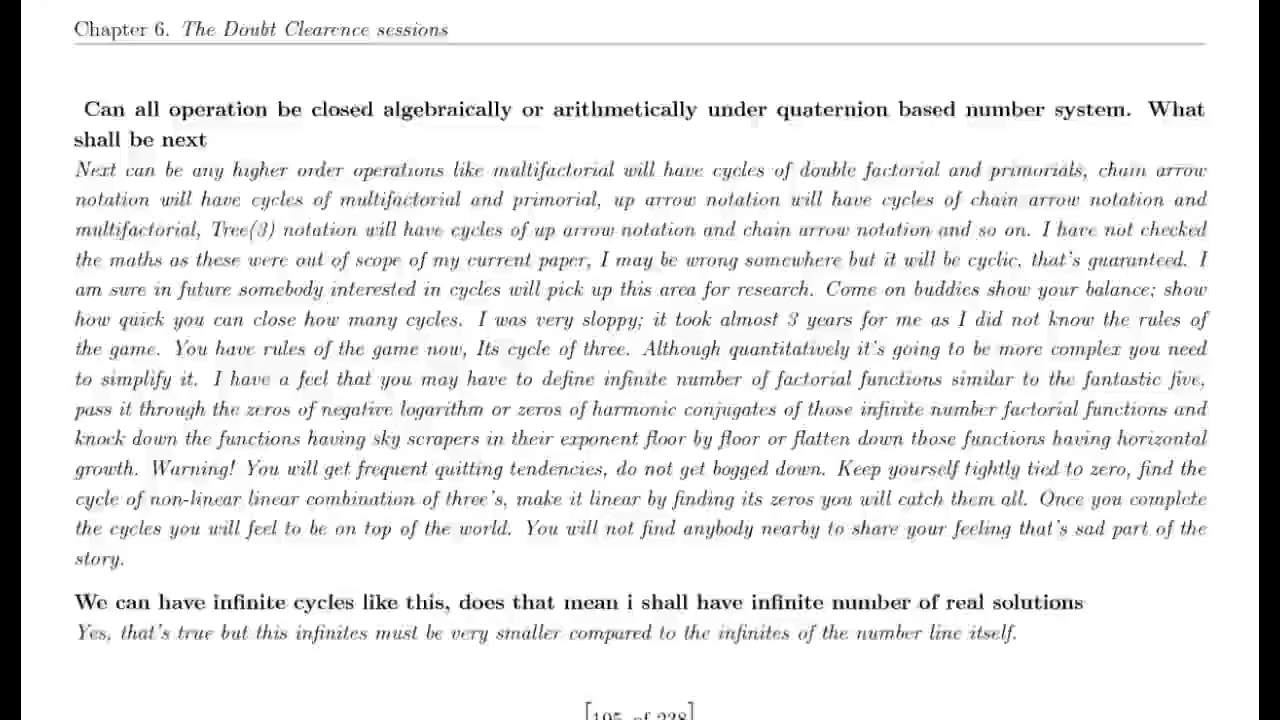 Chapter 6. The Doubt Clearence sessions
Can all operation be closed algebraically or arithmetically under quaternion based number system. What
shall be next
Next can be any higher order operations like multifactorial will have cycles of double factorial and primorials, chain arrow
notation will have cycles of multifactorial and primorial, up arrow notation will have cycles of chain arrow notation and
multifactorial, Tree(3) notation will have cycles of up arrow notation and chain arrow notation and so on. I have not checked
the maths as these were out of scope of my current paper, I may be wrong somewhere but it will be cyclic, that's guaranteed. I
am sure in future somebody interested in cycles will pick up this area for research. Come on buddies show your balance; show
how quick you can close how many cycles. I was very sloppy; it took almost 3 years for me as I did not know the rules of
the game. You have rules of the game now, Its cycle of three. Although quantitatively it's going to be more complex you need
to simplify it. I have a feel that you may have to define infinite number of factorial functions similar to the fantastic five,
pass it through the zeros of negative logarithm or zeros of harmonic conjugates of those infinite number factorial functions and
knock down the functions having sky scrapers in their exponent floor by floor or flatten down those functions having horizontal
growth. Warning! You will get frequent quitting tendencies, do not get bogged down. Keep yourself tightly tied to zero, find the
cycle of non-linear linear combination of three's, make it linear by finding its zeros you will catch them all. Once you complete
the cycles you will feel to be on top of the world. You will not find anybody nearby to share your feeling that's sad part of the
story.
We can have infinite cycles like this, does that mean i shall have infinite number of real solutions
Yes, that's true but this infinites must be very smaller compared to the infinites of the number line itself.
[195 of 238]